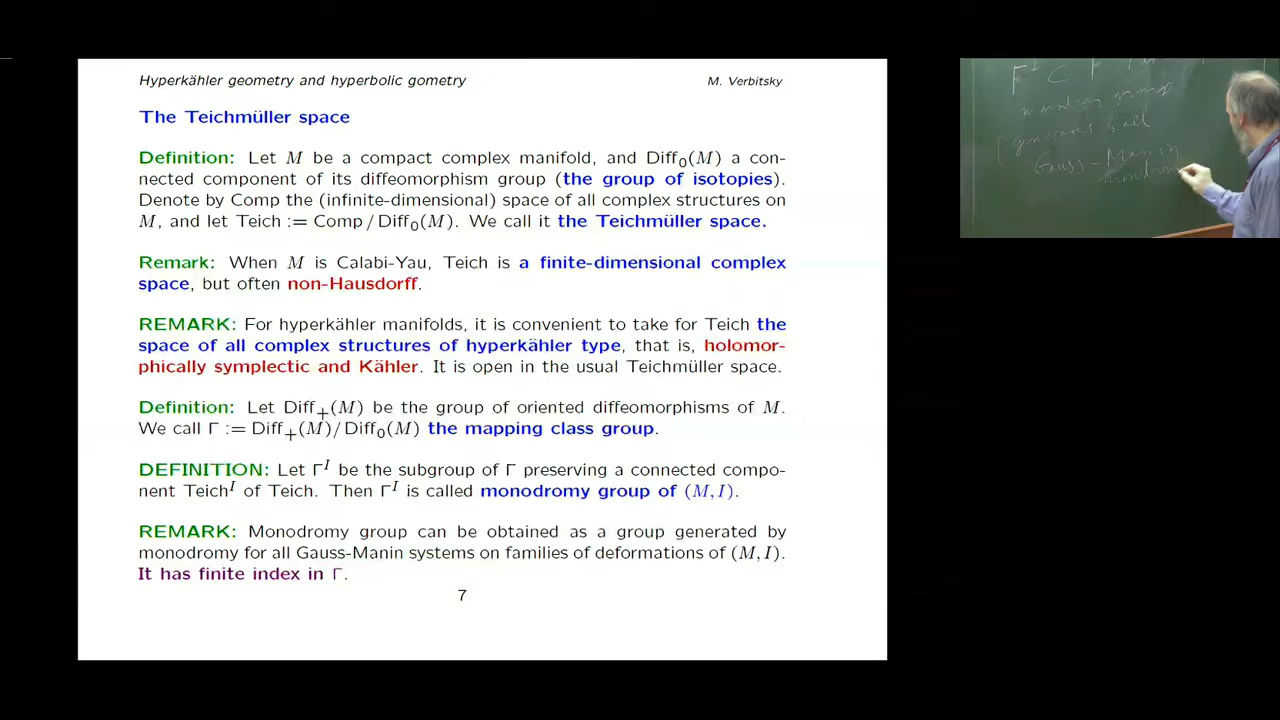 Hyperkähler geometry and hyperbolic gometry M. Verbitsky
The Teichmüller space
Definition: Let M be a compact complex manifold, and Diff₀(M) a con-
nected component of its diffeomorphism group (the group of isotopies).
Denote by Comp the (infinite-dimensional) space of all complex structures on
M, and let Teich := Comp / Diff₀(M). We call it the Teichmüller space.
Remark: When M is Calabi-Yau, Teich is a finite-dimensional complex
space, but often non-Hausdorff.
REMARK: For hyperkähler manifolds, it is convenient to take for Teich the
space of all complex structures of hyperkähler type, that is, holomor-
phically symplectic and Kähler. It is open in the usual Teichmüller space.
Definition: Let Diff₊(M) be the group of oriented diffeomorphisms of M.
We call Γ := Diff₊(M)/ Diff₀(M) the mapping class group.
DEFINITION: Let Γᴵ be the subgroup of Γ preserving a connected compo-
nent Teichᴵ of Teich. Then Γᴵ is called monodromy group of (M, I).
REMARK: Monodromy group can be obtained as a group generated by
monodromy for all Gauss-Manin systems on families of deformations of (M, I).
It has finite index in Γ.
7
group
Gauss - Manin